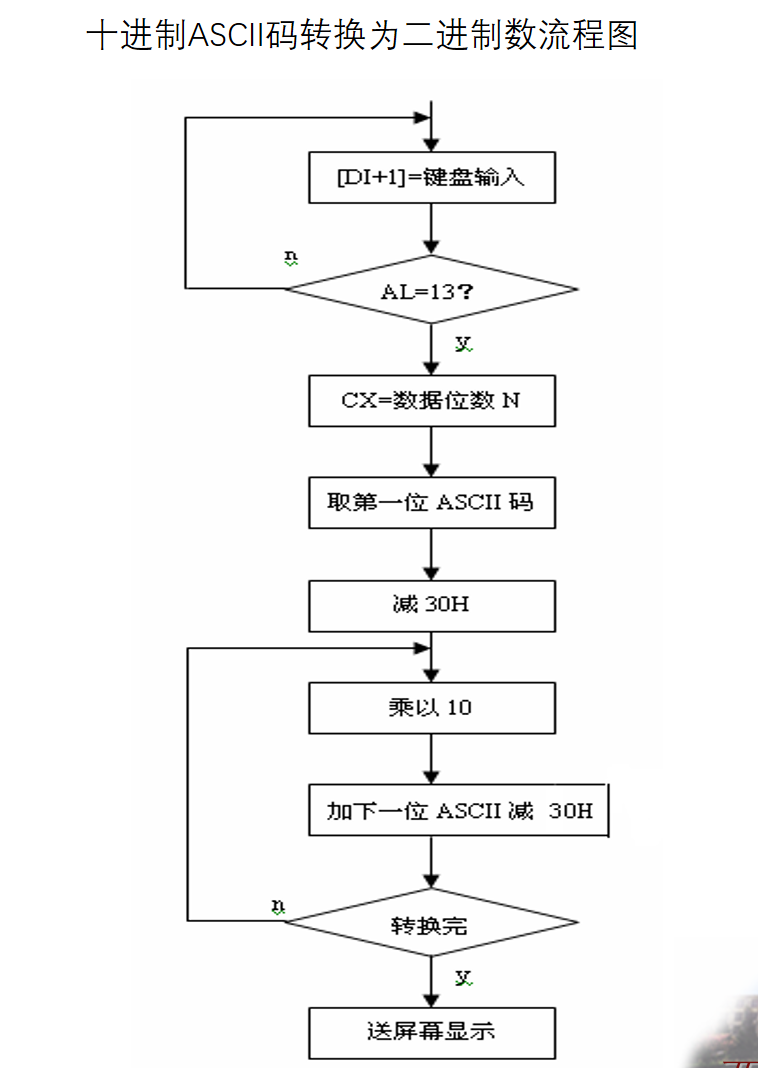 十进制ASCII码转换为二进制数流程图
[DI+1]=键盘输入
n
AL=13?
y
CX=数据位数 N
取第一位 ASCII 码
减 30H
乘以 10
加下一位 ASCII 减 30H
n
转换完
y
送屏幕显示